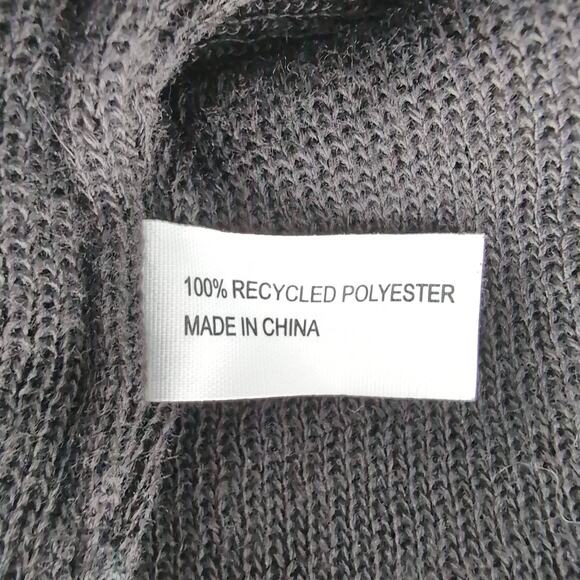 100% RECYCLED POLYESTER
MADE IN CHINA